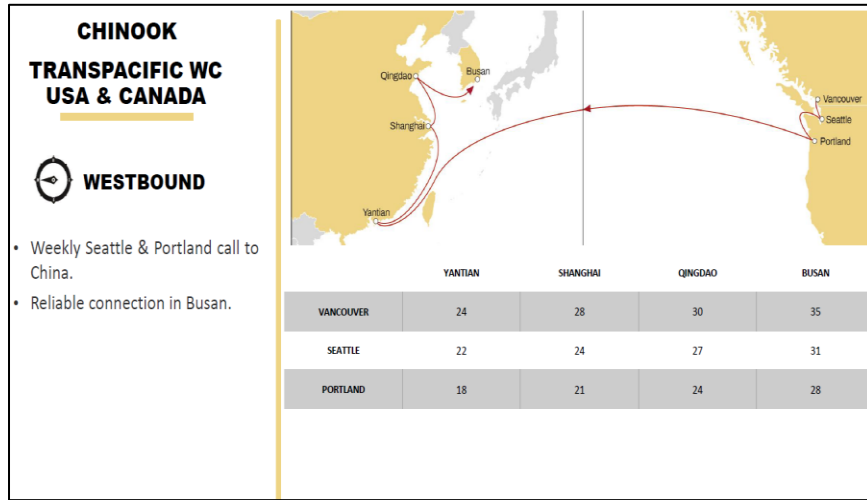 CHINOOK
TRANSPACIFIC WC
USA & CANADA
WESTBOUND
• Weekly Seattle & Portland call to
China.
• Reliable connection in Busan.
Qingdao
Busan
Shanghai
Yantian
Vancouver
Seattle
Portland
YANTIAN SHANGHAI QINGDAO BUSAN
VANCOUVER 24 28 30 35
SEATTLE 22 24 27 31
PORTLAND 18 21 24 28